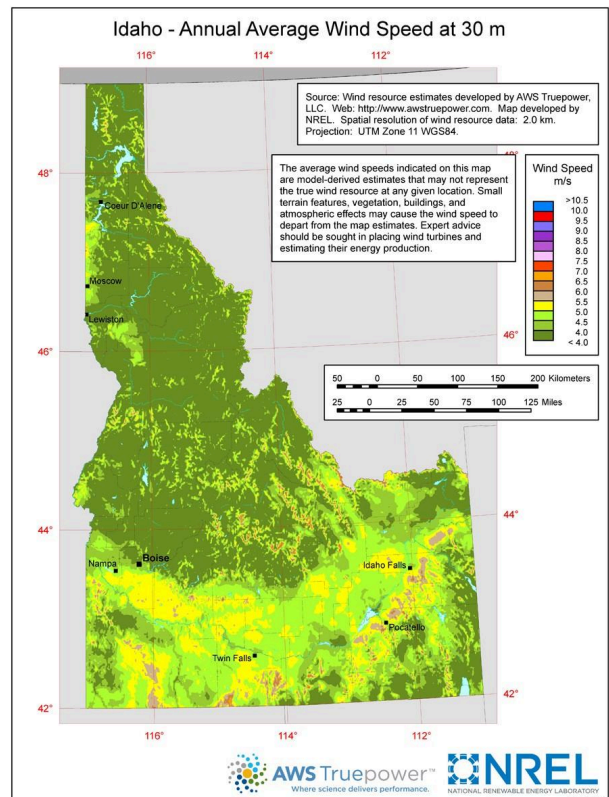 Idaho - Annual Average Wind Speed at 30 m
116°
114°
112°
Source: Wind resource estimates developed by AWS Truepower,
LLC. Web: http://www.awstruepower.com. Map developed by
NREL. Spatial resolution of wind resource data: 2.0 km.
Projection: UTM Zone 11 WGS84.
The average wind speeds indicated on this map
are model-derived estimates that may not represent
the true wind resource at any given location. Small
terrain features, vegetation, buildings, and
atmospheric effects may cause the wind speed to
depart from the map estimates. Expert advice
should be sought in placing wind turbines and
estimating their energy production.
Wind Speed
m/s
>10.5
10.0
9.5
9.0
8.5
8.0
7.5
7.0
6.5
6.0
5.5
5.0
4.5
4.0
< 4.0
48°
48°
Coeur D'Alene
Moscow
Lewiston
46°
46°
50 0 50 100 150 200 Kilometers
25 0 25 50 75 100 125 Miles
44°
44°
Boise
Nampa
Idaho Falls
Pocatello
Twin Falls
42°
42°
116°
114°
112°
AWS Truepower™
Where science delivers performance.
NREL
NATIONAL RENEWABLE ENERGY LABORATORY